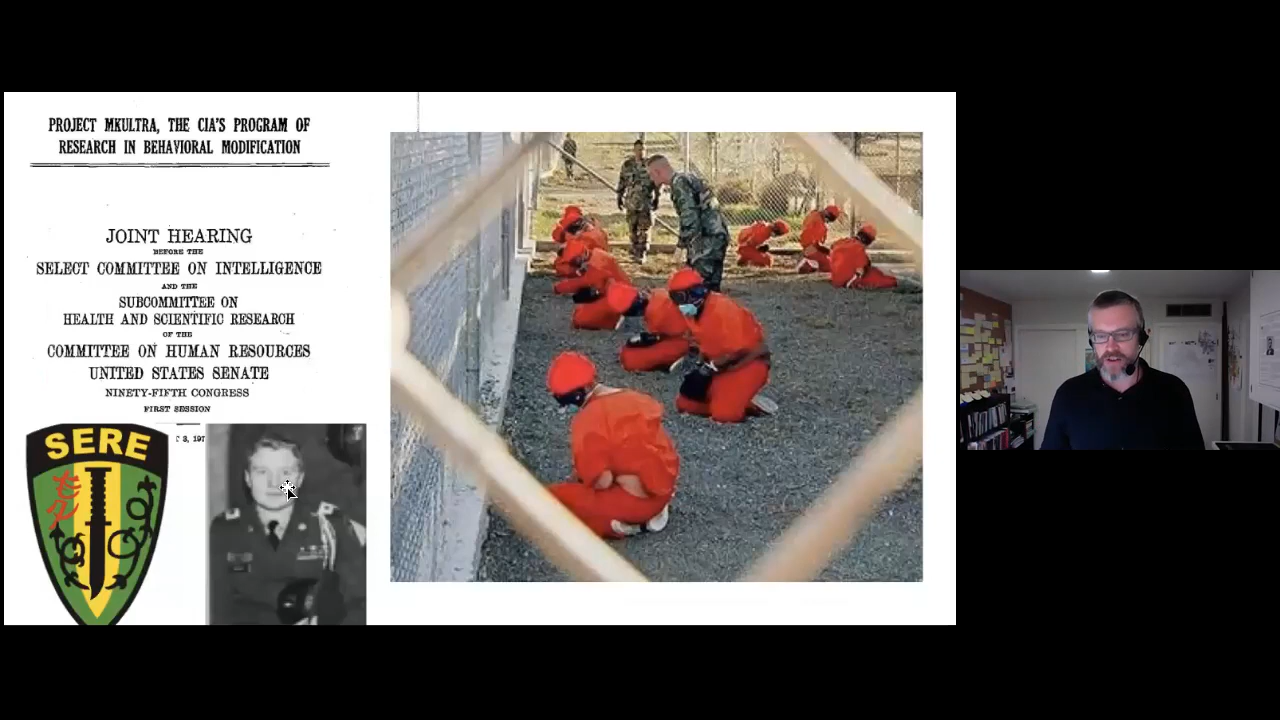 PROJECT MKULTRA, THE CIA'S PROGRAM OF
RESEARCH IN BEHAVIORAL MODIFICATION
JOINT HEARING
BEFORE THE
SELECT COMMITTEE ON INTELLIGENCE
AND THE
SUBCOMMITTEE ON
HEALTH AND SCIENTIFIC RESEARCH
OF THE
COMMITTEE ON HUMAN RESOURCES
UNITED STATES SENATE
NINETY-FIFTH CONGRESS
FIRST SESSION
T 3, 197
SERE